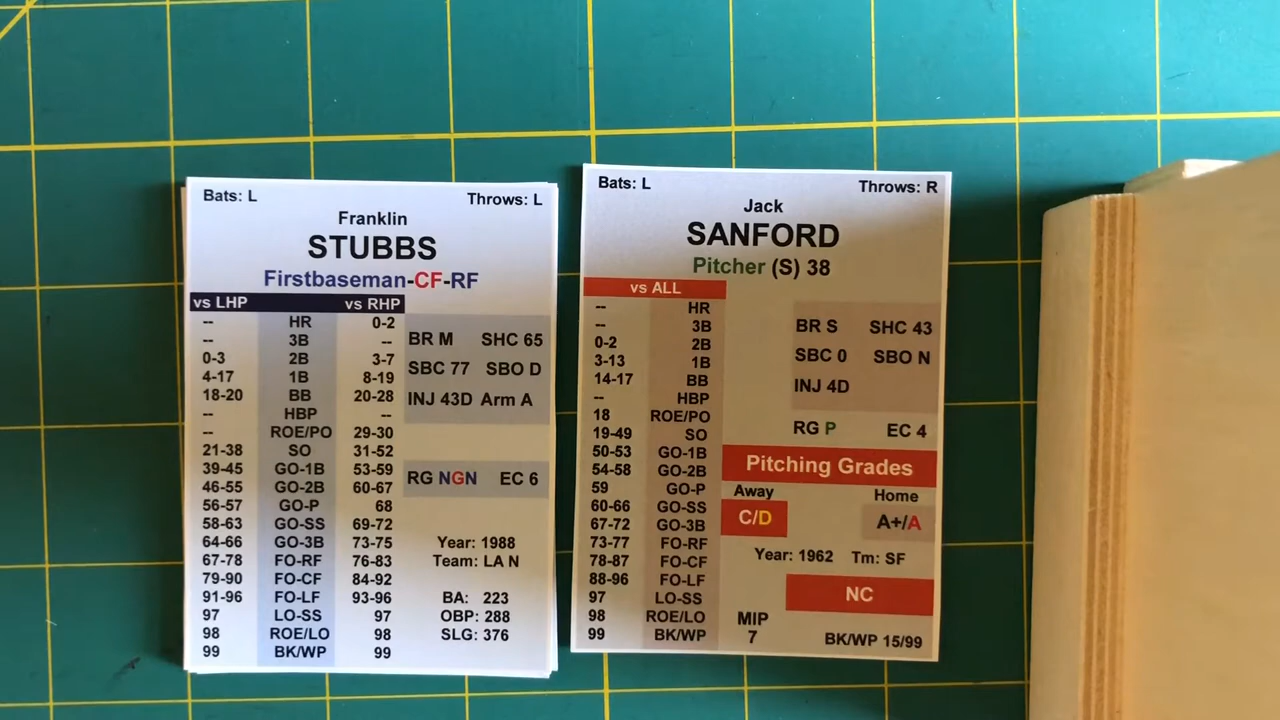 Bats: L Throws: L
Franklin
STUBBS
Firstbaseman-CF-RF
vs LHP vs RHP
-- HR 0-2
-- 3B --
0-3 2B 3-7
4-17 1B 8-19
18-20 BB 20-28
-- HBP --
-- ROE/PO 29-30
21-38 SO 31-52
39-45 GO-1B 53-59
46-55 GO-2B 60-67
56-57 GO-P 68
58-63 GO-SS 69-72
64-66 GO-3B 73-75
67-78 FO-RF 76-83
79-90 FO-CF 84-92
91-96 FO-LF 93-96
97 LO-SS 97
98 ROE/LO 98
99 BK/WP 99
BR M SHC 65
SBC 77 SBO D
INJ 43D Arm A
RG NGN EC 6
Year: 1988
Team: LA N
BA: 223
OBP: 288
SLG: 376
Bats: L Throws: R
Jack
SANFORD
Pitcher (S) 38
vs ALL
-- HR
-- 3B
0-2 2B
3-13 1B
14-17 BB
-- HBP
18 ROE/PO
19-49 SO
50-53 GO-1B
54-58 GO-2B
59 GO-P
60-66 GO-SS
67-72 GO-3B
73-77 FO-RF
78-87 FO-CF
88-96 FO-LF
97 LO-SS
98 ROE/LO
99 BK/WP
BR S SHC 43
SBC 0 SBO N
INJ 4D
RG P EC 4
Pitching Grades
Away Home
C/D A+/A
Year: 1962 Tm: SF
NC
MIP
7 BK/WP 15/99